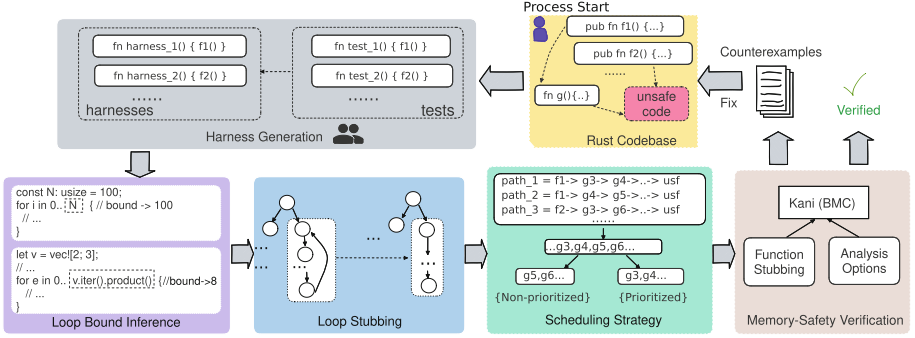 Process Start
pub fn f1() {...}
pub fn f2() {...}
......
fn g(){..}
unsafe
code
Rust Codebase
Counterexamples
Fix
Verified
fn harness_1() { f1() }
fn harness_2() { f2() }
......
harnesses
fn test_1() { f1() }
fn test_2() { f2() }
......
tests
Harness Generation
const N: usize = 100;
for i in 0.. N { // bound -> 100
// ...
}
let v = vec![2; 3];
// ...
for e in 0.. v.iter().product() {//bound->8
// ...
}
Loop Bound Inference
...
...
...
...
...
...
Loop Stubbing
path_1 = f1-> g3-> g4->..-> usf
path_2 = f1-> g4-> g5->..-> usf
path_3 = f2-> g3-> g6->..-> usf
......
...g3,g4,g5,g6...
g5,g6...
g3,g4...
{Non-prioritized}
{Prioritized}
Scheduling Strategy
Kani (BMC)
Function
Stubbing
Analysis
Options
Memory-Safety Verification